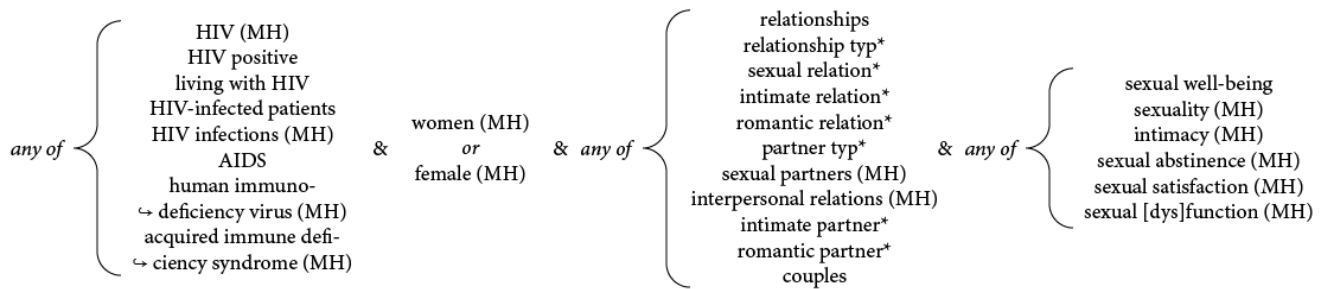 any of
HIV (MH)
HIV positive
living with HIV
HIV-infected patients
HIV infections (MH)
AIDS
human immuno-
↪ deficiency virus (MH)
acquired immune defi-
↪ ciency syndrome (MH)
&
women (MH)
or
female (MH)
& any of
relationships
relationship typ*
sexual relation*
intimate relation*
romantic relation*
partner typ*
sexual partners (MH)
interpersonal relations (MH)
intimate partner*
romantic partner*
couples
& any of
sexual well-being
sexuality (MH)
intimacy (MH)
sexual abstinence (MH)
sexual satisfaction (MH)
sexual [dys]function (MH)